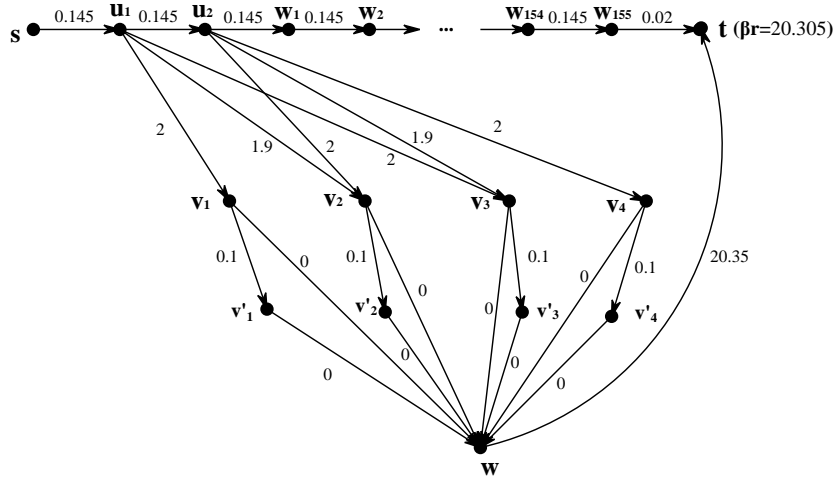 0.145 u₁ 0.145 u₂ 0.145 w₁ 0.145 w₂ ... w₁₅₄ 0.145 w₁₅₅ 0.02
s t (βr=20.305)
2 1.9 2 2 1.9 2
v₁ v₂ v₃ v₄
0.1 0 0.1 0 0 0.1 0 0.1 20.35
v'₁ v'₂ v'₃ v'₄
0 0 0 0
w